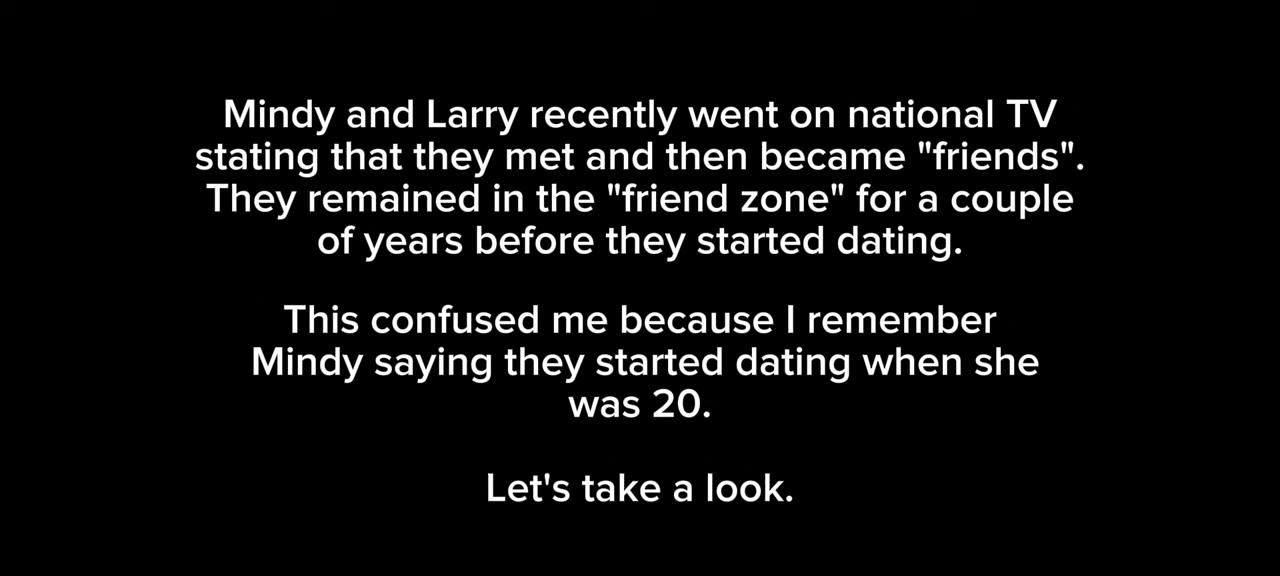 Mindy and Larry recently went on national TV
stating that they met and then became "friends".
They remained in the "friend zone" for a couple
of years before they started dating.
This confused me because I remember
Mindy saying they started dating when she
was 20.
Let's take a look.